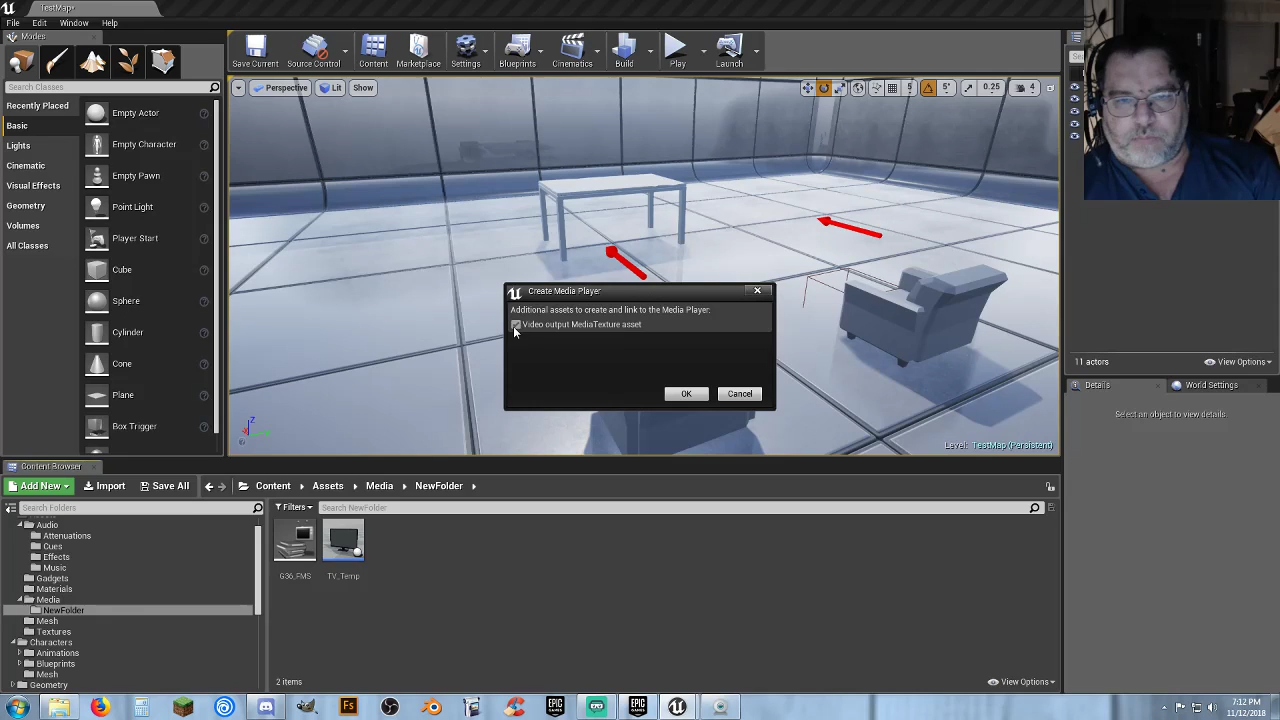 TestMap*
File Edit Window Help
Modes
Search Classes
Recently Placed
Basic
Lights
Cinematic
Visual Effects
Geometry
Volumes
All Classes
Empty Actor
Empty Character
Empty Pawn
Point Light
Player Start
Cube
Sphere
Cylinder
Cone
Plane
Box Trigger
Save Current Source Control Content Marketplace Settings Blueprints Cinematics Build Play Launch
Perspective Lit Show 5 5° 0.25 4
Create Media Player
Additional assets to create and link to the Media Player:
Video output MediaTexture asset
OK Cancel
Level: TestMap (Persistent)
11 actors View Options
Details World Settings
Select an object to view details.
Content Browser
Add New Import Save All Content Assets Media NewFolder
Search Folders
Filters Search NewFolder
Audio
Attenuations
Cues
Effects
Music
Gadgets
Materials
Media
NewFolder
Mesh
Textures
Characters
Animations
Blueprints
Mesh
Geometry
G36_FMS TV_Temp
2 items View Options
7:12 PM
11/12/2018